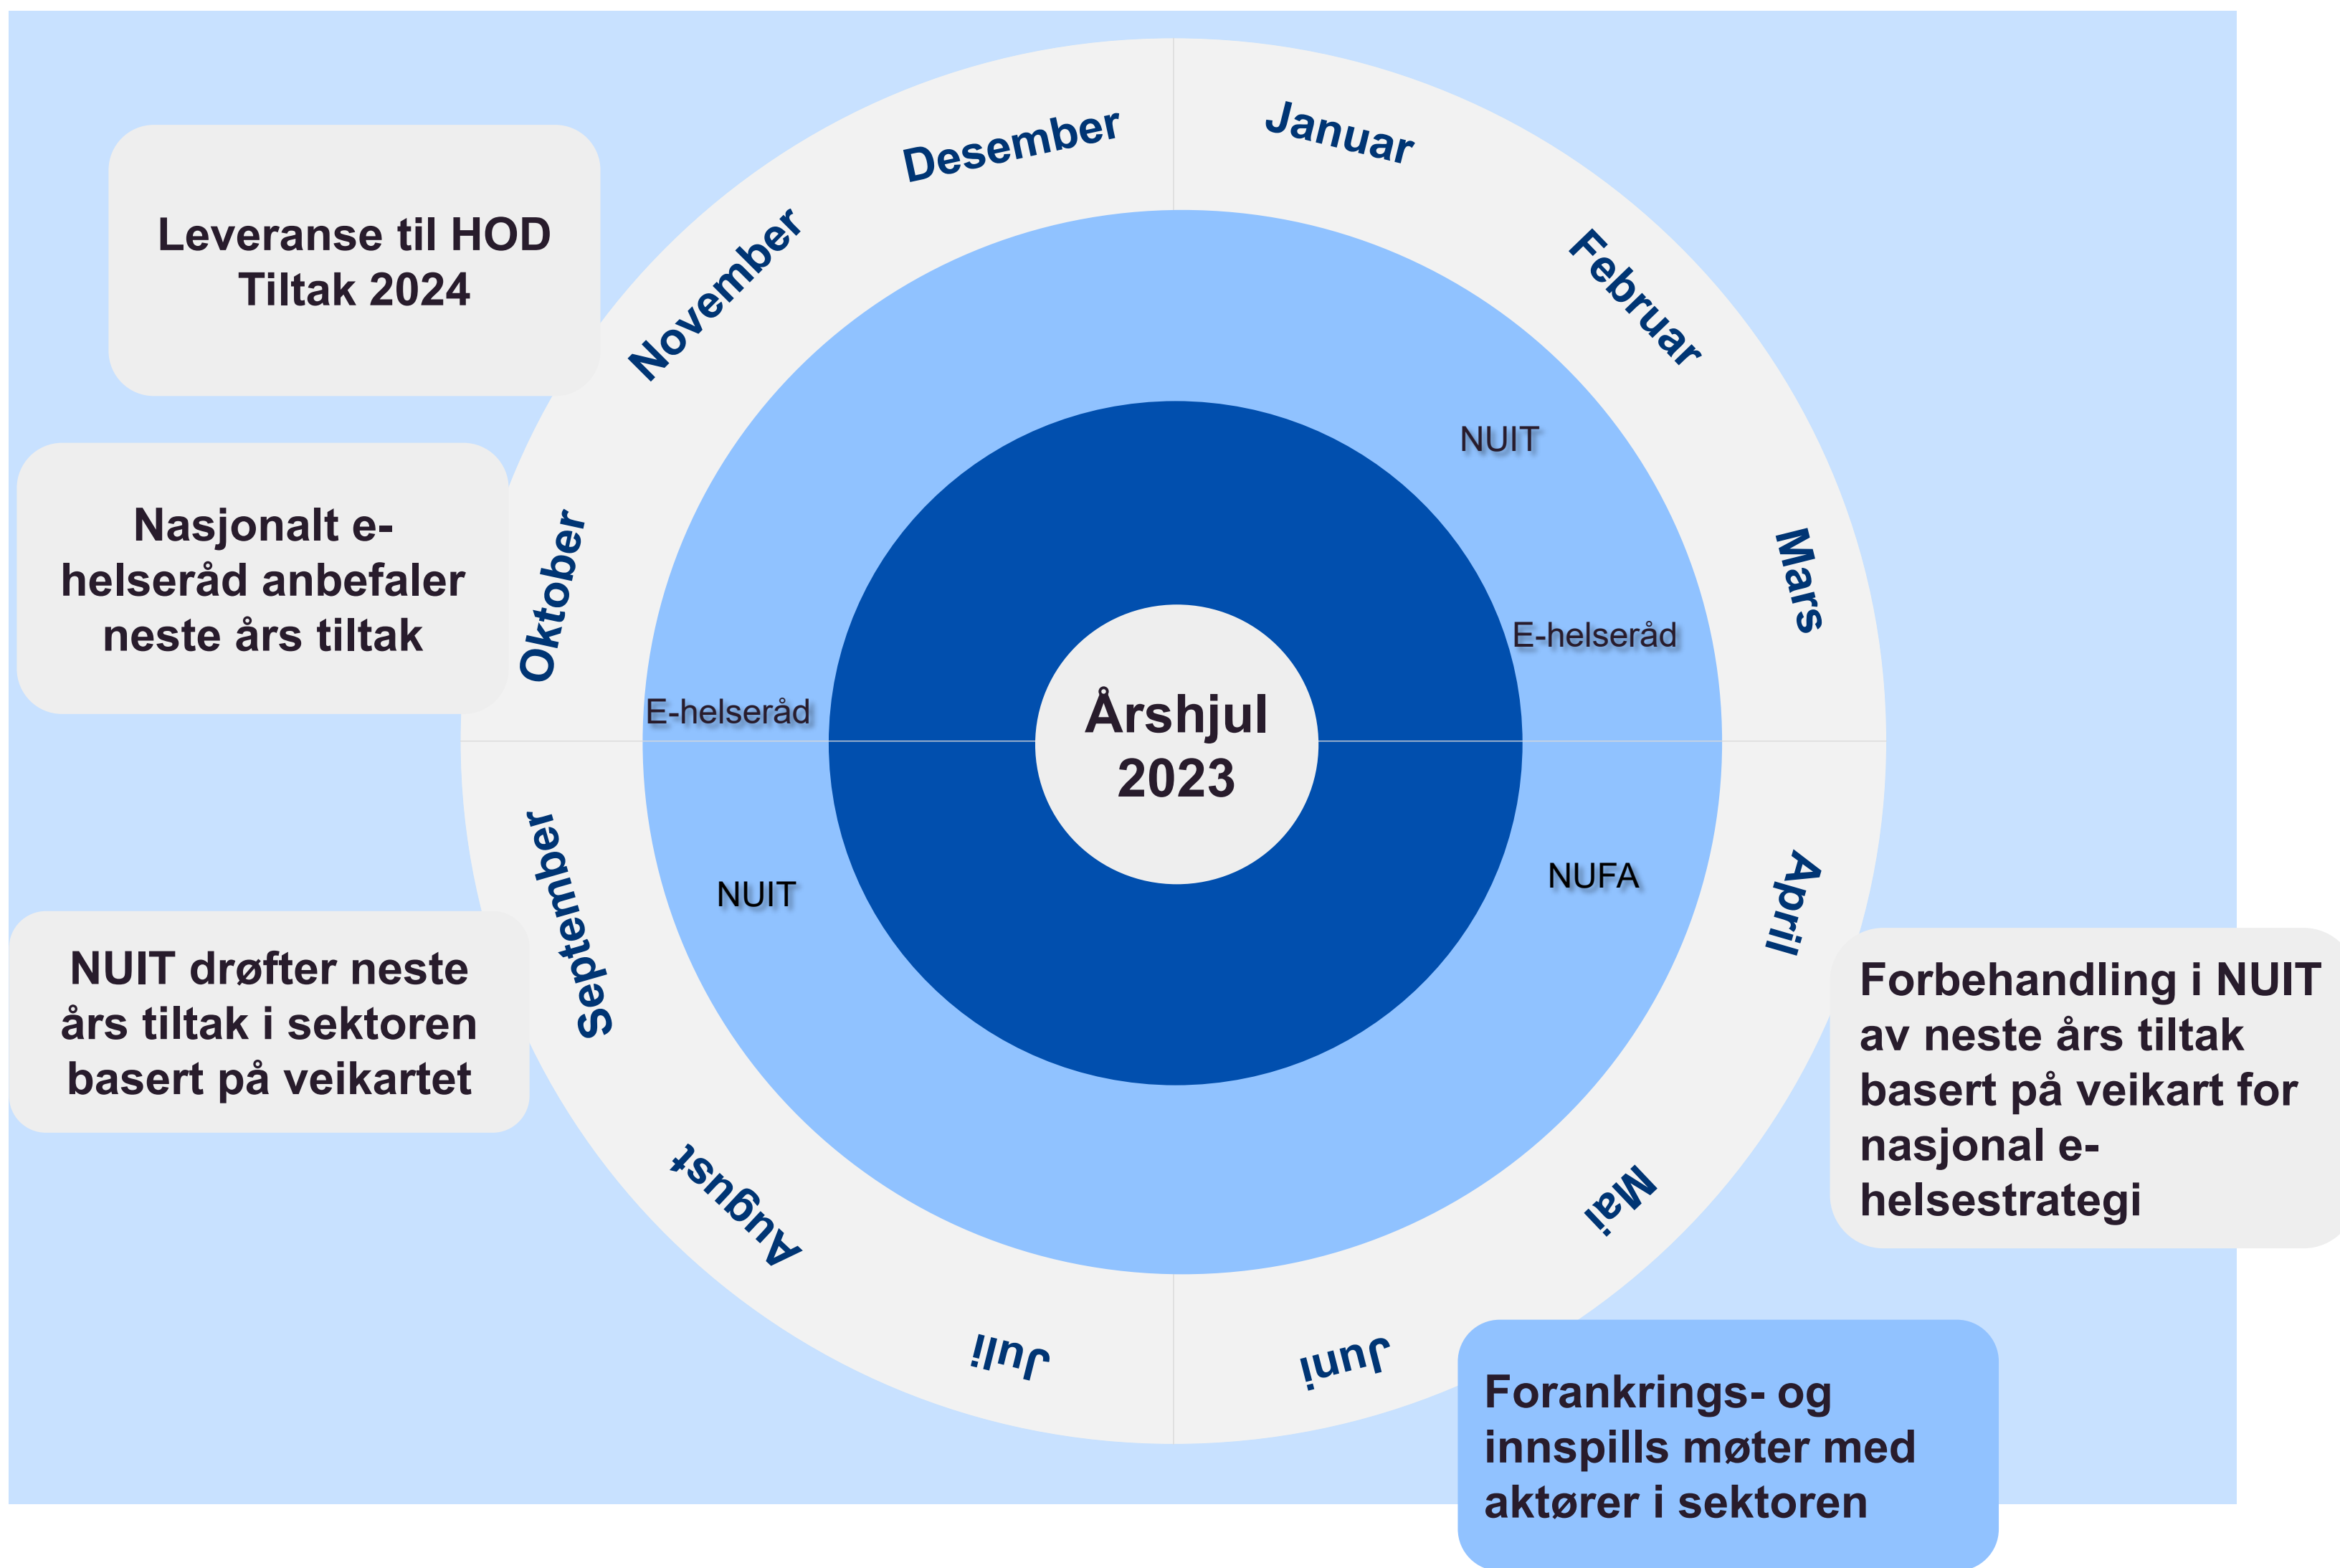 Desember
Januar
Februar
Mars
April
Mai
Juni
Juli
August
September
Oktober
November
Leveranse til HOD
Tiltak 2024
Nasjonalt e-
helseråd anbefaler
neste års tiltak
NUIT drøfter neste
års tiltak i sektoren
basert på veikartet
NUIT
E-helseråd
E-helseråd
Årshjul
2023
NUIT
NUFA
Forbehandling i NUIT
av neste års tiltak
basert på veikart for
nasjonal e-
helsestrategi
Forankrings- og
innspills møter med
aktører i sektoren